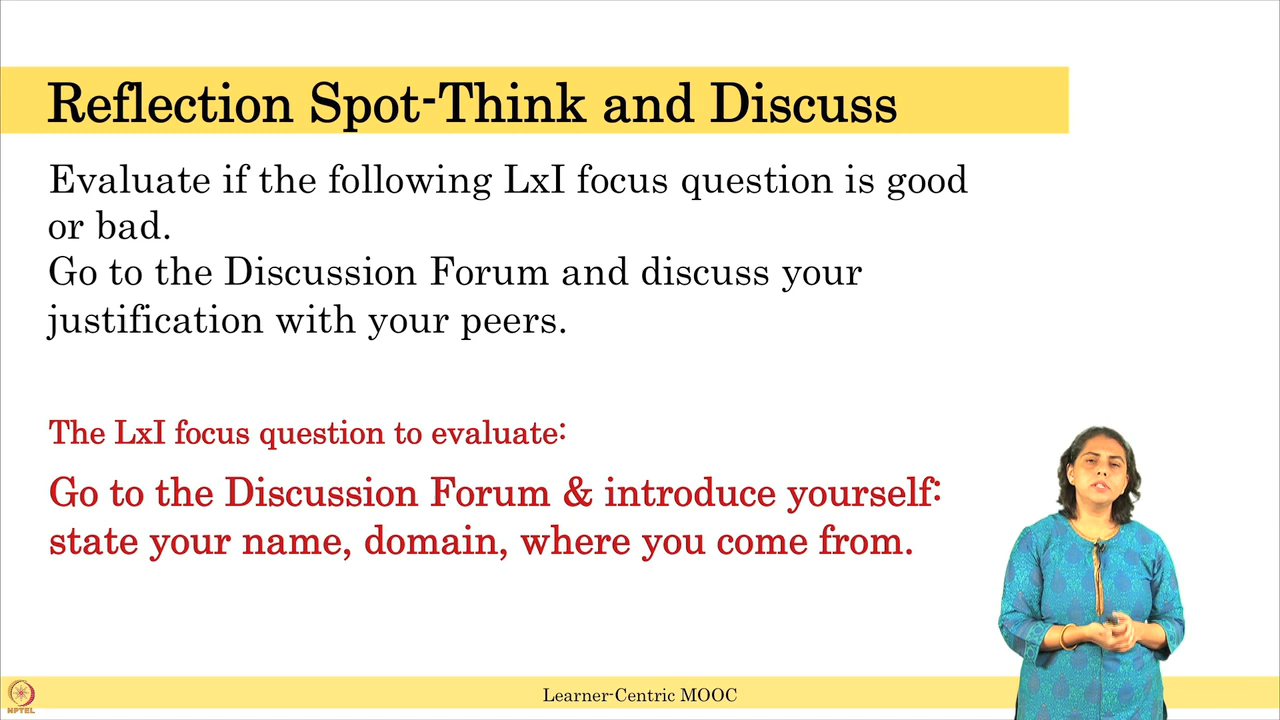 Reflection Spot-Think and Discuss
Evaluate if the following LxI focus question is good
or bad.
Go to the Discussion Forum and discuss your
justification with your peers.
The LxI focus question to evaluate:
Go to the Discussion Forum & introduce yourself:
state your name, domain, where you come from.
NPTEL
Learner-Centric MOOC